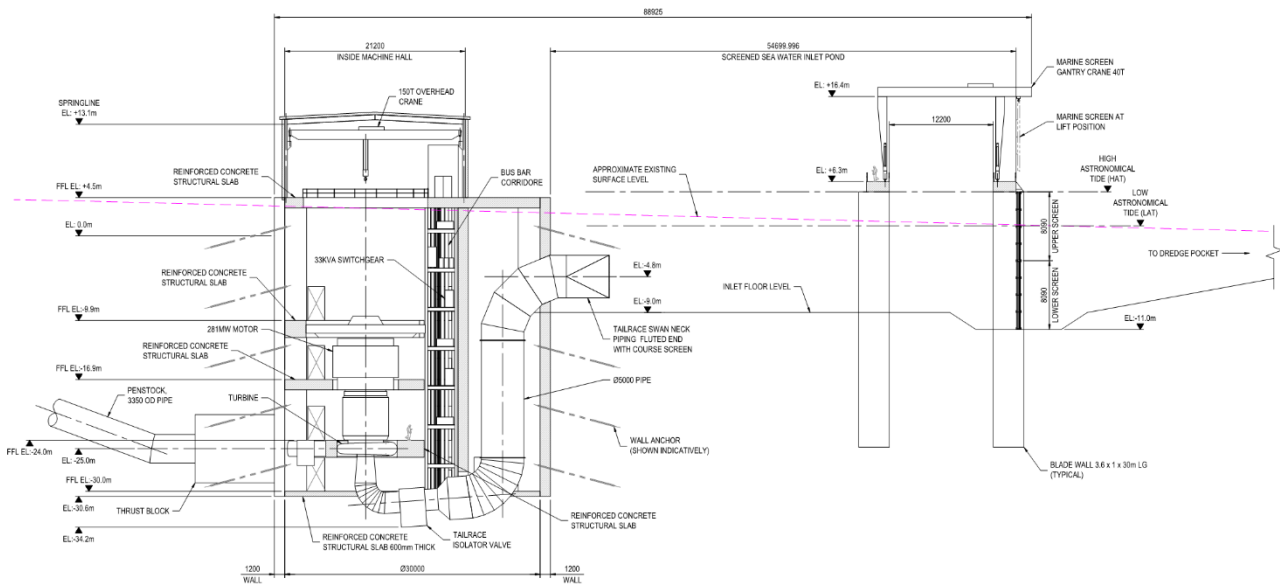 88925
21200
INSIDE MACHINE HALL
54699.996
SCREENED SEA WATER INLET POND
MARINE SCREEN
GANTRY CRANE 40T
EL: +16.4m
SPRINGLINE
EL: +13.1m
150T OVERHEAD
CRANE
MARINE SCREEN AT
LIFT POSITION
12200
REINFORCED CONCRETE
STRUCTURAL SLAB
BUS BAR
CORRIDORE
APPROXIMATE EXISTING
SURFACE LEVEL
EL: +6.3m
HIGH
ASTRONOMICAL
TIDE (HAT)
FFL EL: +4.5m
LOW
ASTRONOMICAL
TIDE (LAT)
EL: 0.0m
8090
UPPER SCREEN
TO DREDGE POCKET
33KVA SWITCHGEAR
EL:-4.8m
REINFORCED CONCRETE
STRUCTURAL SLAB
EL:-9.0m
INLET FLOOR LEVEL
8090
LOWER SCREEN
FFL EL:-9.9m
EL:-11.0m
281MW MOTOR
TAILRACE SWAN NECK
PIPING FLUTED END
WITH COURSE SCREEN
REINFORCED CONCRETE
STRUCTURAL SLAB
FFL EL:-16.9m
Ø5000 PIPE
PENSTOCK,
3350 OD PIPE
TURBINE
WALL ANCHOR
(SHOWN INDICATIVELY)
FFL EL:-24.0m
EL:-25.0m
BLADE WALL 3.6 x 1 x 30m LG
(TYPICAL)
FFL EL:-30.0m
EL:-30.6m
THRUST BLOCK
REINFORCED CONCRETE
STRUCTURAL SLAB
EL:-34.2m
REINFORCED CONCRETE
STRUCTURAL SLAB 600mm THICK
TAILRACE
ISOLATOR VALVE
1200
WALL
Ø30000
1200
WALL